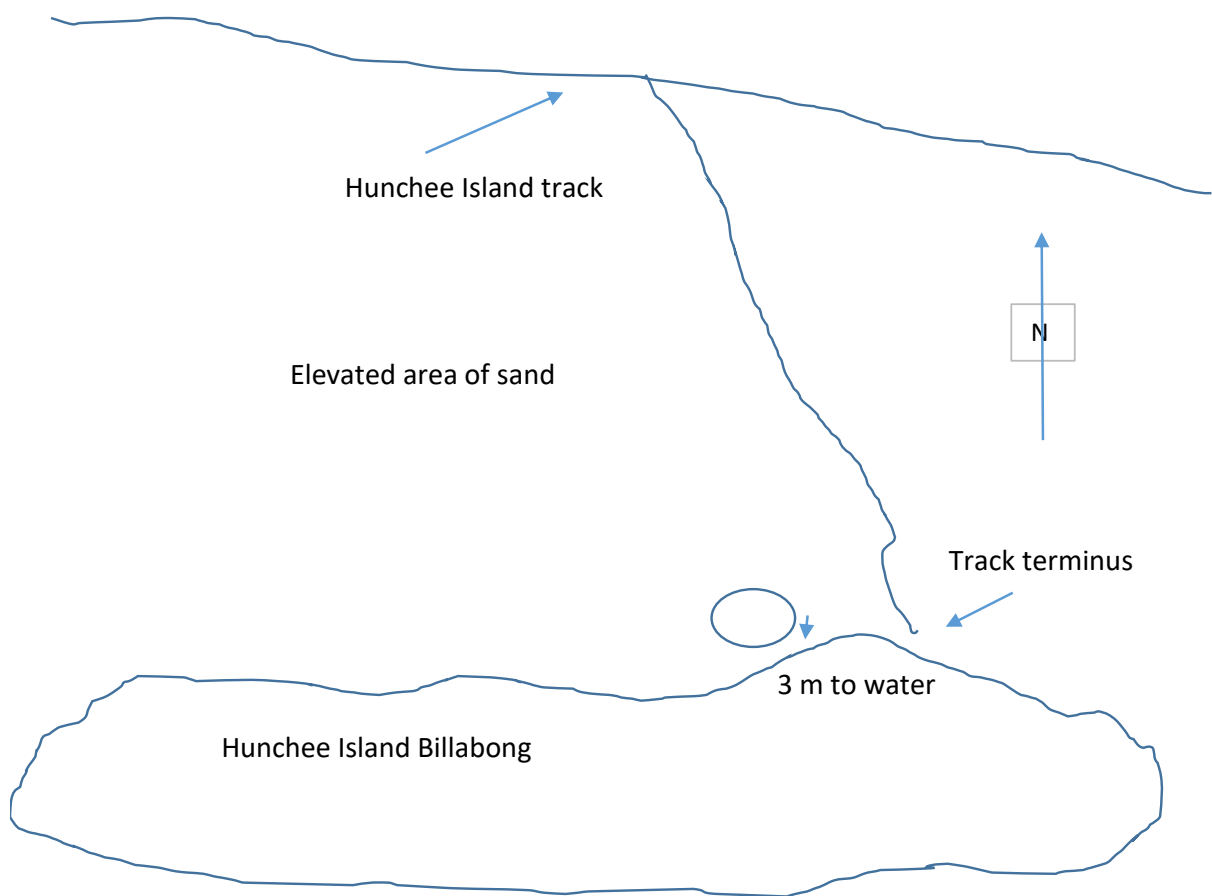 Hunchee Island track
N
Elevated area of sand
Track terminus
3 m to water
Hunchee Island Billabong